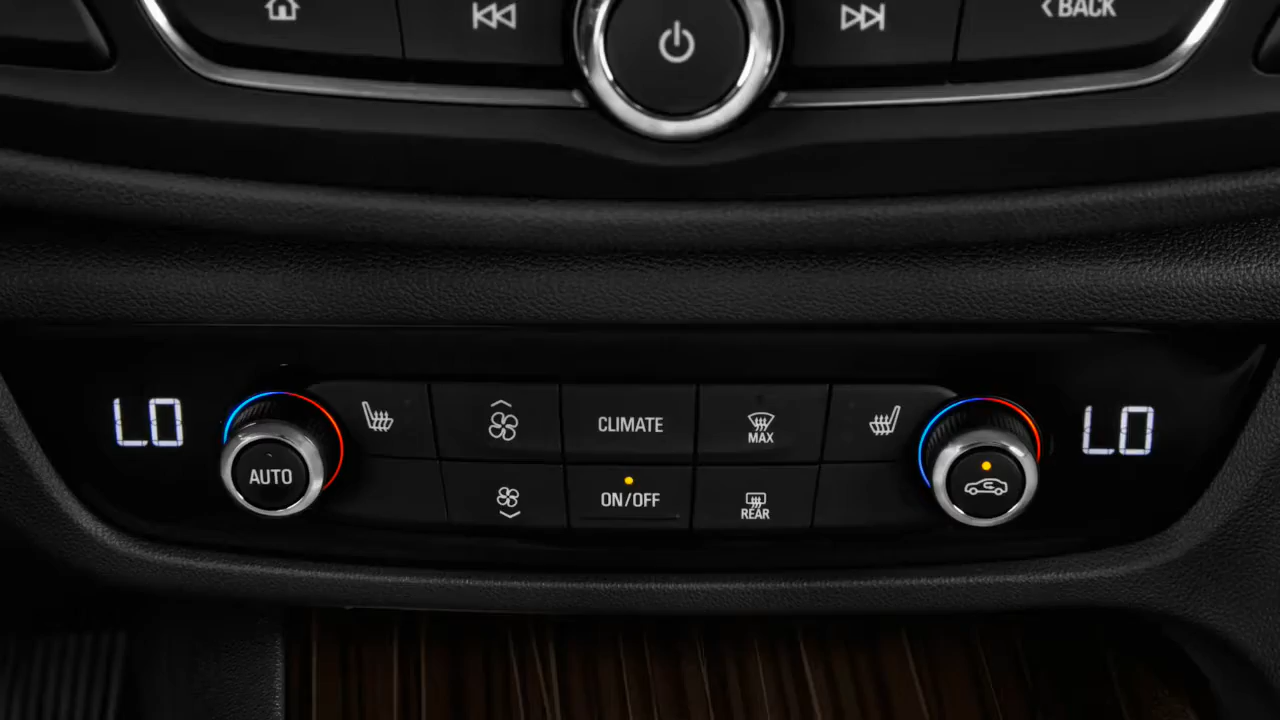 <BACK
LO
AUTO
CLIMATE
MAX
ON/OFF
REAR
LO